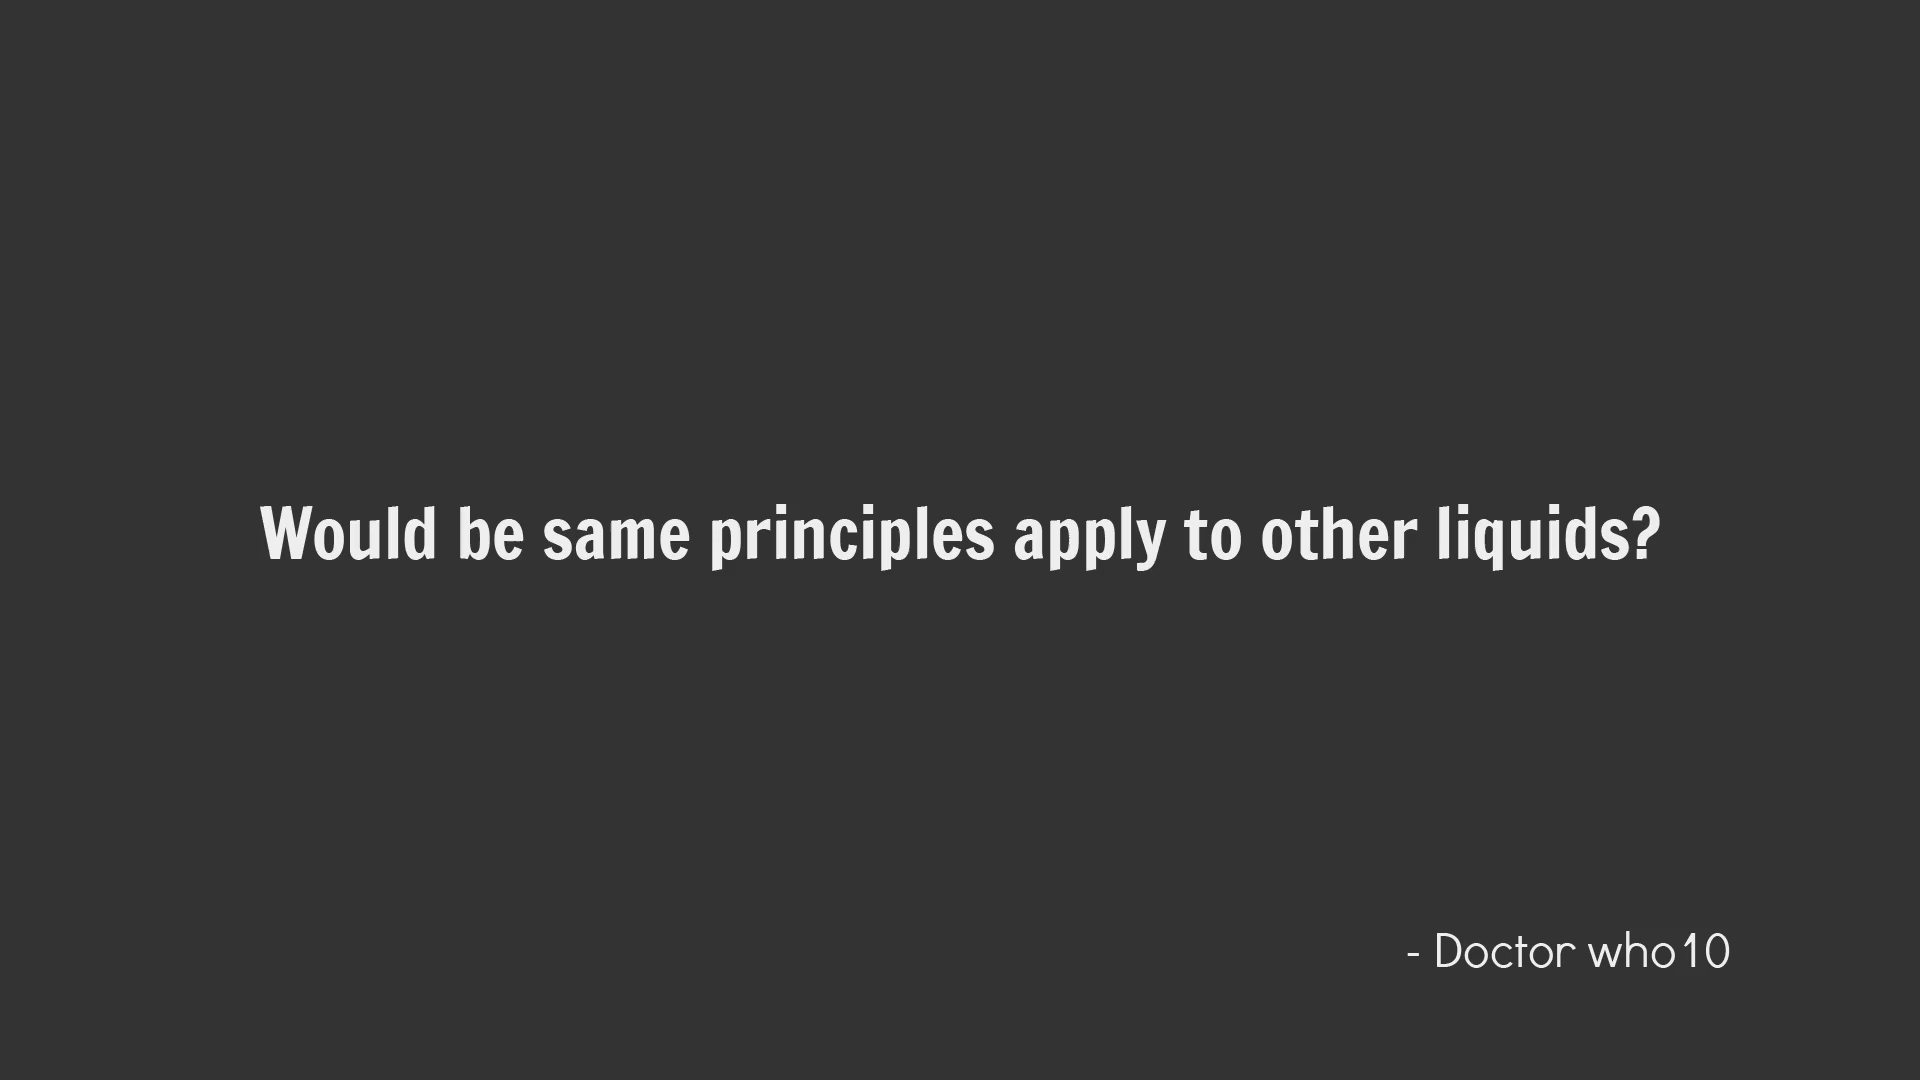 Would be same principles apply to other liquids?
- Doctor who10